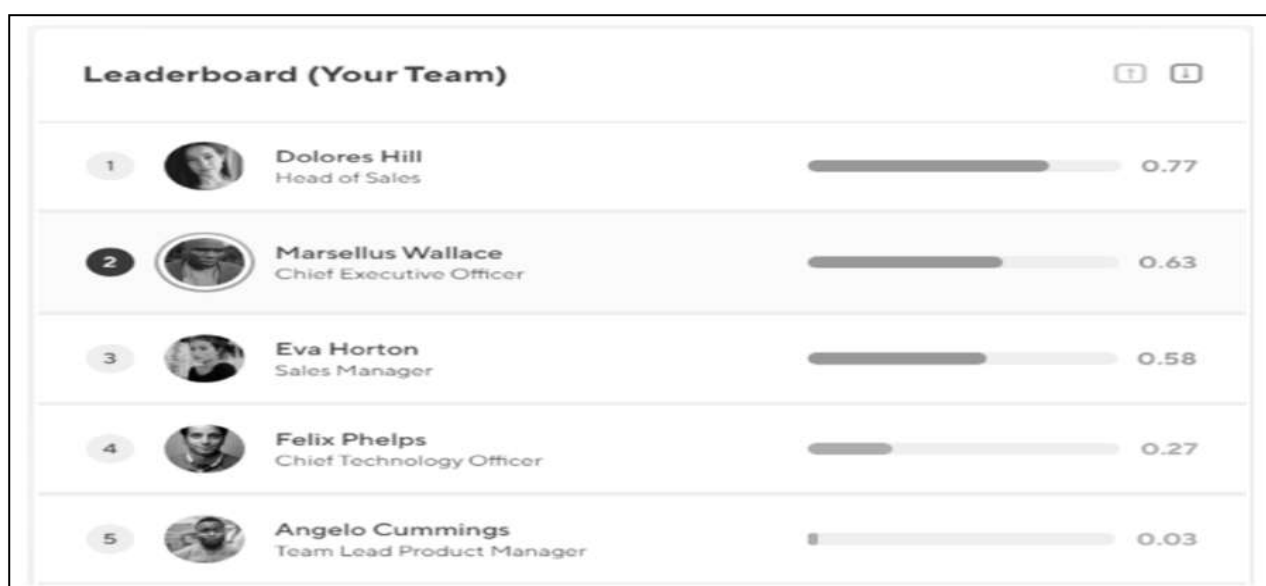 Leaderboard (Your Team)
1
Dolores Hill
Head of Sales
0.77
2
Marsellus Wallace
Chief Executive Officer
0.63
3
Eva Horton
Sales Manager
0.58
4
Felix Phelps
Chief Technology Officer
0.27
5
Angelo Cummings
Team Lead Product Manager
0.03